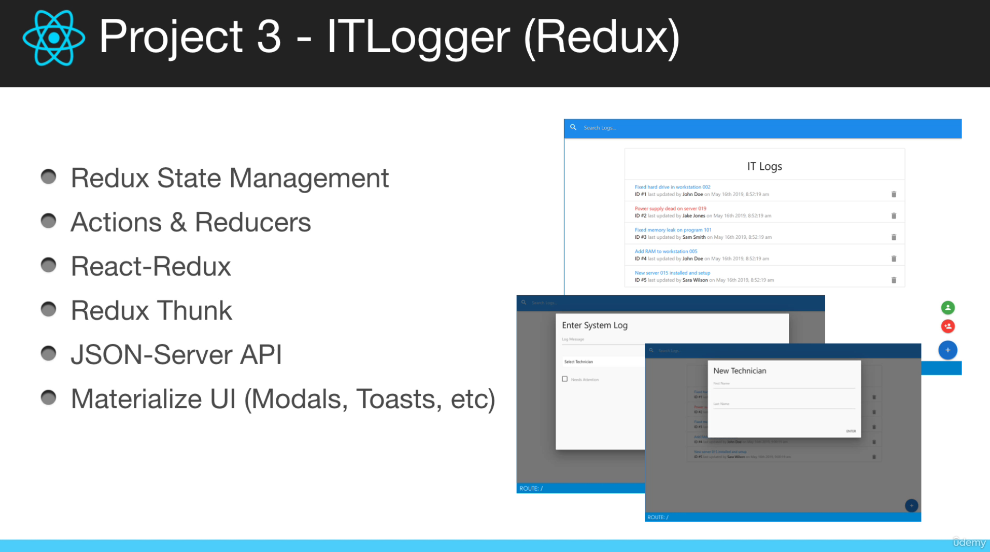 Project 3 - ITLogger (Redux)
Redux State Management
Actions & Reducers
React-Redux
Redux Thunk
JSON-Server API
Materialize UI (Modals, Toasts, etc)
Search Logs...
IT Logs
Fixed hard drive in workstation 002
ID #1 last updated by John Doe on May 16th 2019, 8:52:19 am
Power supply dead on server 019
ID #2 last updated by Jake Jones on May 16th 2019, 8:52:19 am
Fixed memory leak on program 101
ID #3 last updated by Sam Smith on May 16th 2019, 8:52:19 am
Add RAM to workstation 005
ID #4 last updated by John Doe on May 16th 2019, 8:52:19 am
New server 015 installed and setup
ID #5 last updated by Sara Wilson on May 16th 2019, 8:52:19 am
Enter System Log
Log Message
Select Technician
Needs Attention
ROUTE: /
New Technician
First Name
Last Name
ENTER
ROUTE: /
ûdemy